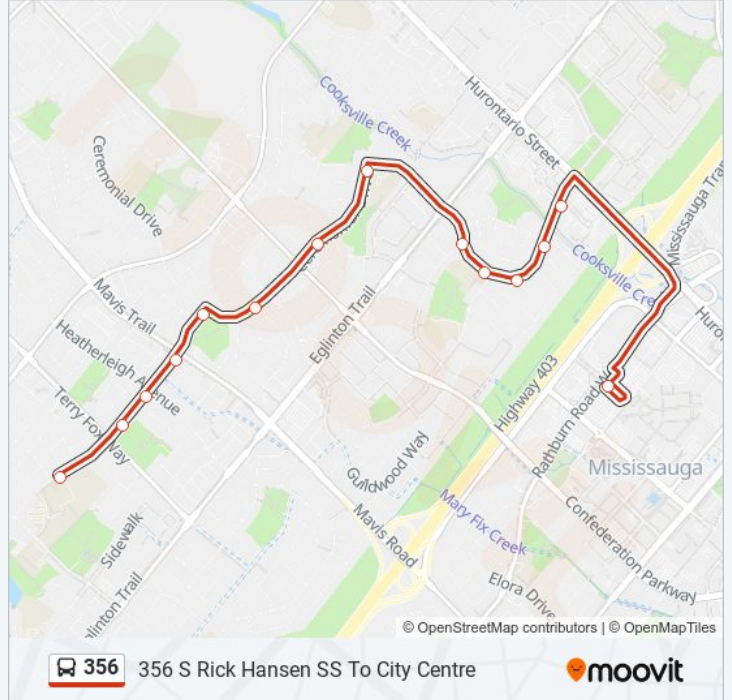 Hurontario Street
Cooksville Creek
Ceremonial Drive
Mississauga Tran
Cooksville Cre
Mavis Trail
Eglinton Trail
Heatherleigh Avenue
Highway 403
Terry Fox Way
Rathburn Road W
Mississauga
Guildwood Way
Mary Fix Creek
Confederation Parkway
Sidewalk
Mavis Road
Elora Drive
glinton Trail
© OpenStreetMap contributors | © OpenMapTiles
356 356 S Rick Hansen SS To City Centre moovit